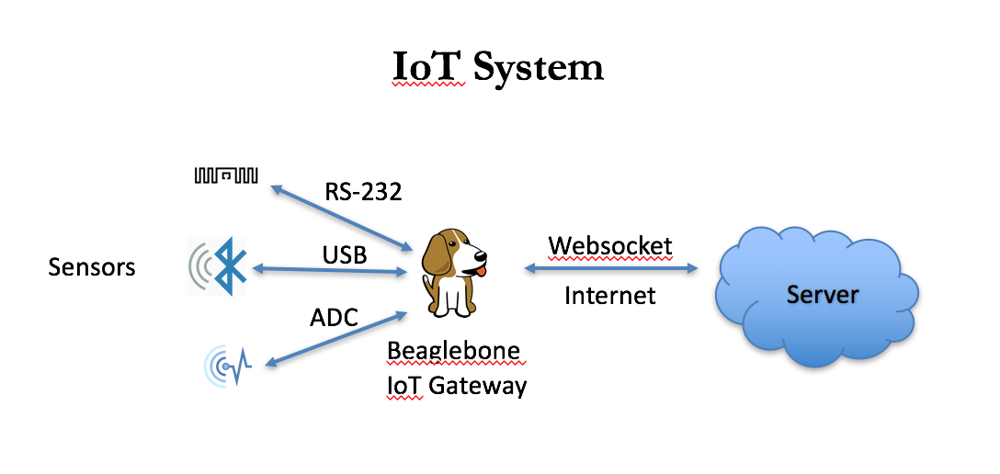 IoT System
RS-232
USB
Sensors
ADC
Beaglebone
IoT Gateway
Websocket
Internet
Server